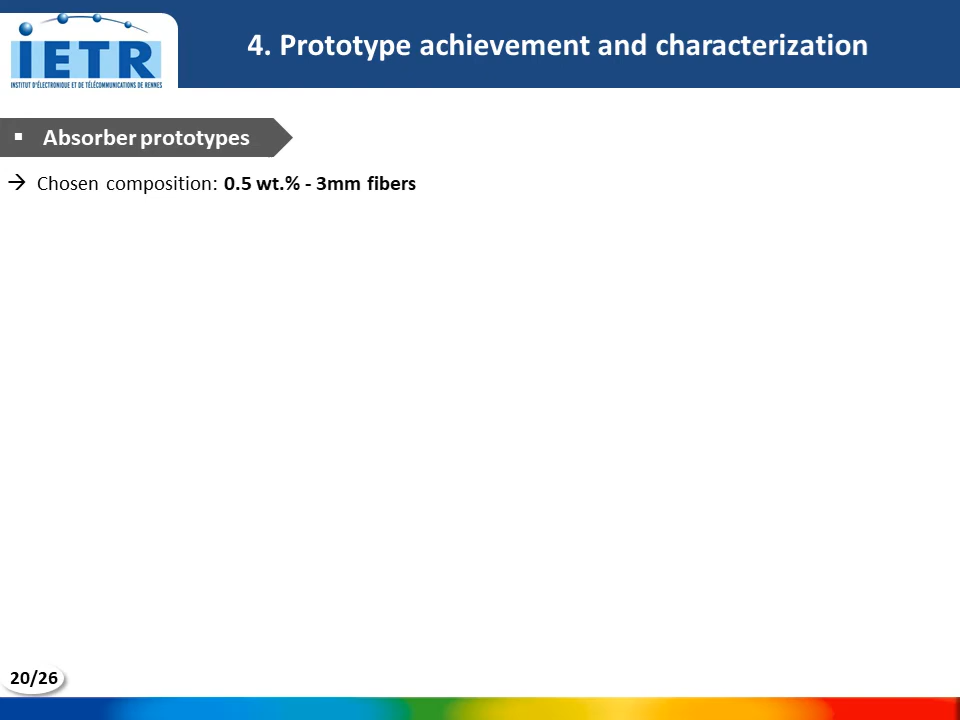 iETR
INSTITUT D'ÉLECTRONIQUE ET DE TÉLÉCOMMUNICATIONS DE RENNES
4. Prototype achievement and characterization
▪ Absorber prototypes
→ Chosen composition: 0.5 wt.% - 3mm fibers
20/26